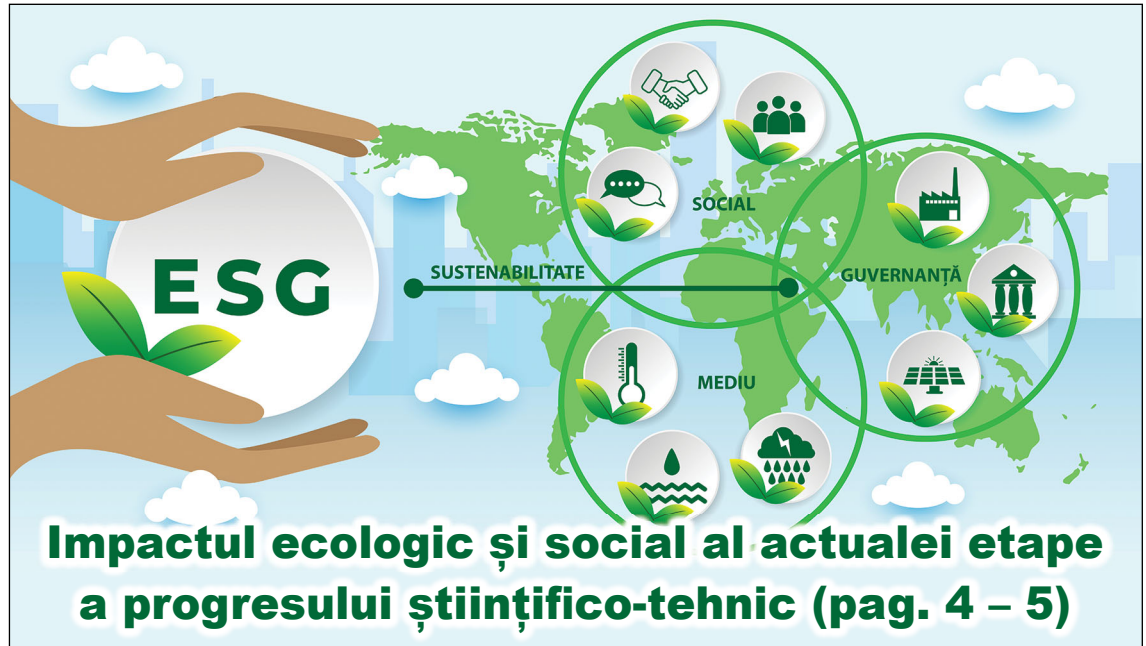 ESG
SUSTENABILITATE
SOCIAL
GUVERNANȚĂ
MEDIU
Impactul ecologic și social al actualei etape
a progresului științifico-tehnic (pag. 4 – 5)